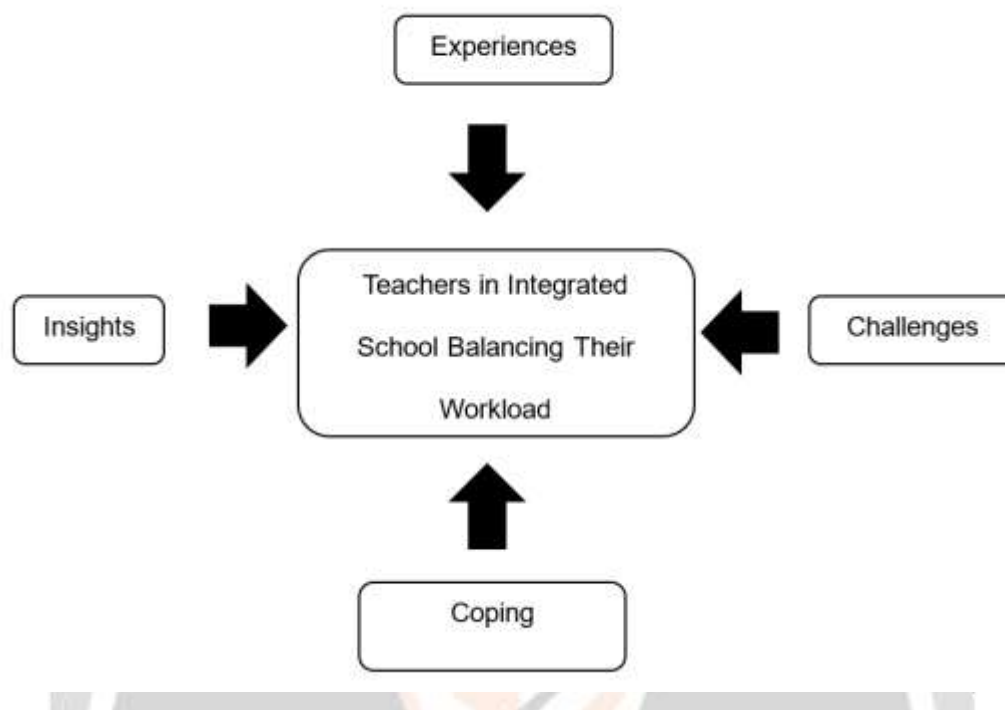 Experiences
Teachers in Integrated
School Balancing Their
Workload
Insights
Challenges
Coping